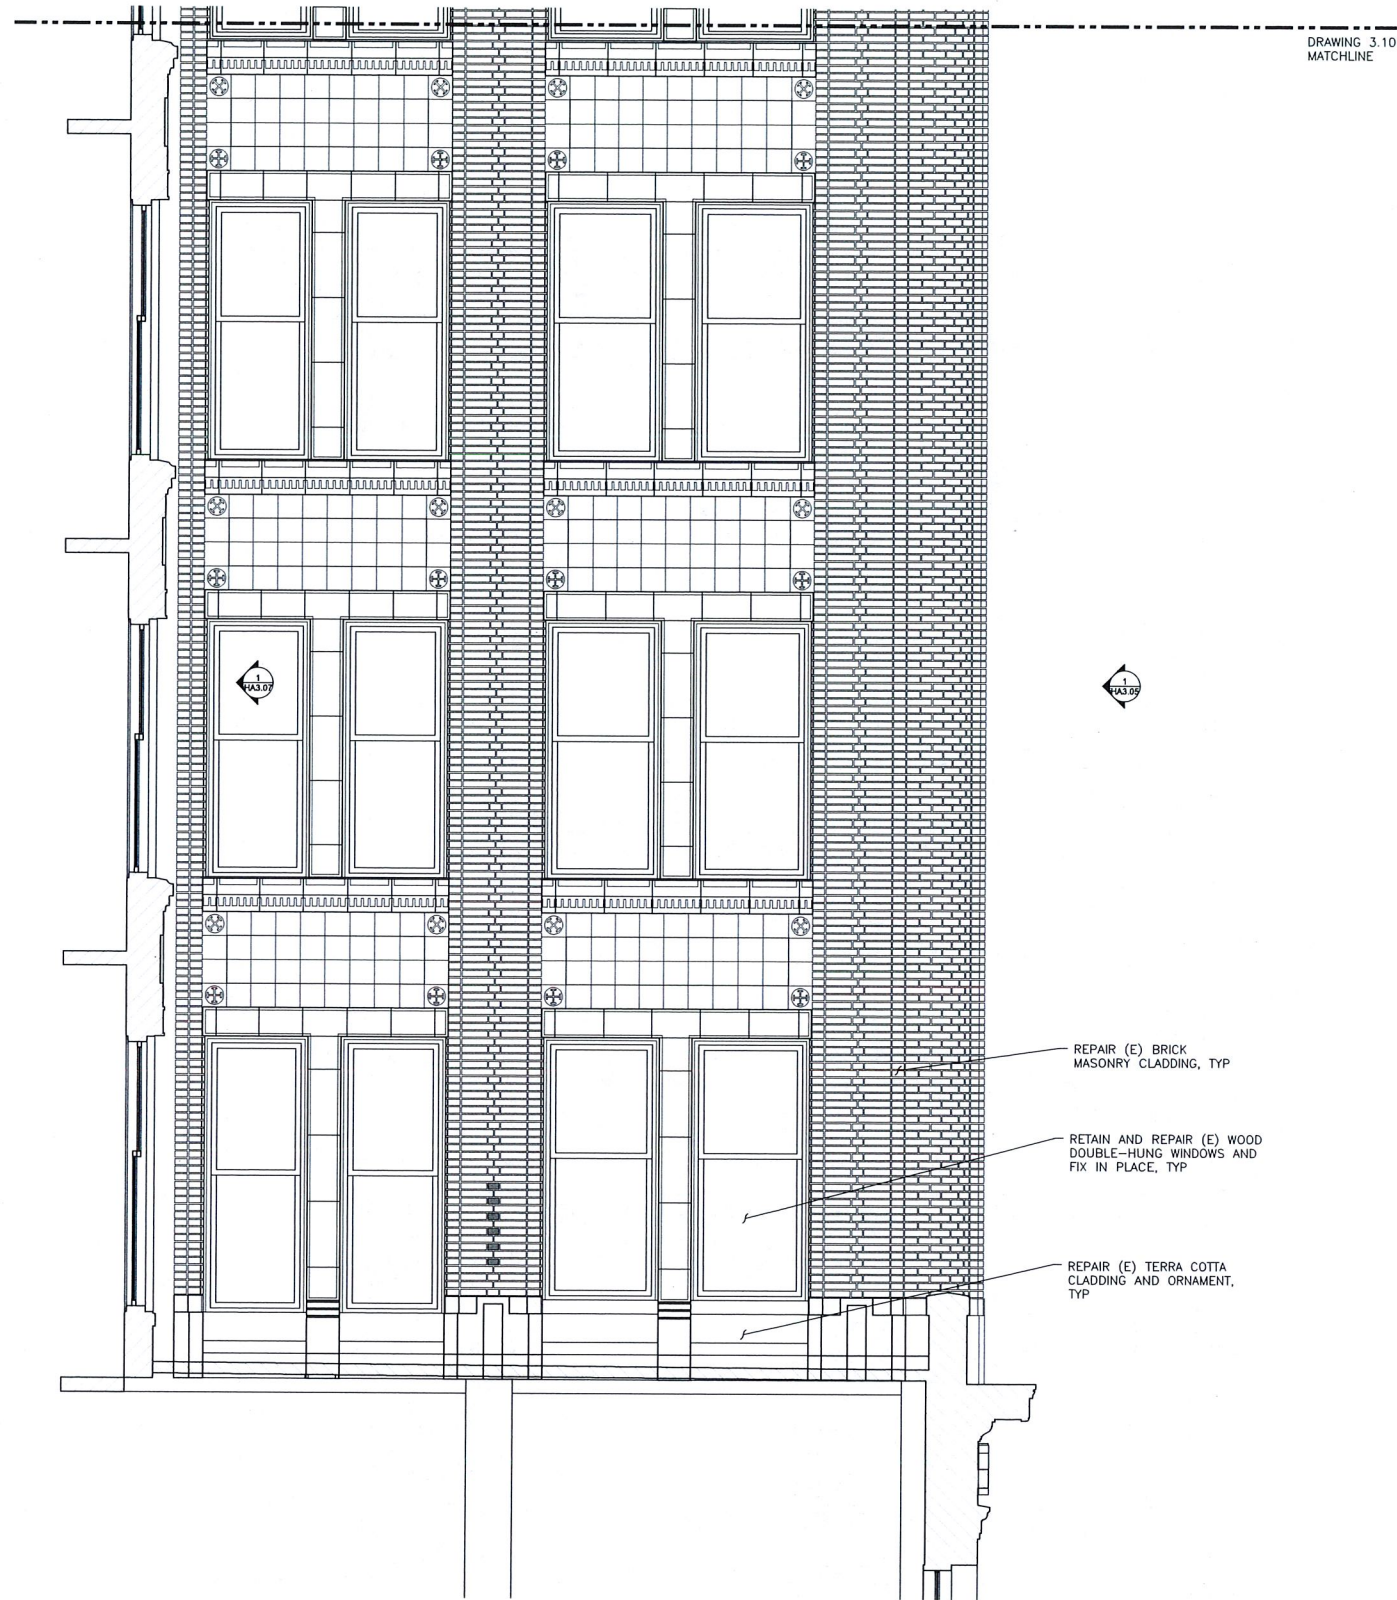 DRAWING 3.10
MATCHLINE
1
HA3.07
1
HA3.05
REPAIR (E) BRICK
MASONRY CLADDING, TYP
RETAIN AND REPAIR (E) WOOD
DOUBLE-HUNG WINDOWS AND
FIX IN PLACE, TYP
REPAIR (E) TERRA COTTA
CLADDING AND ORNAMENT,
TYP